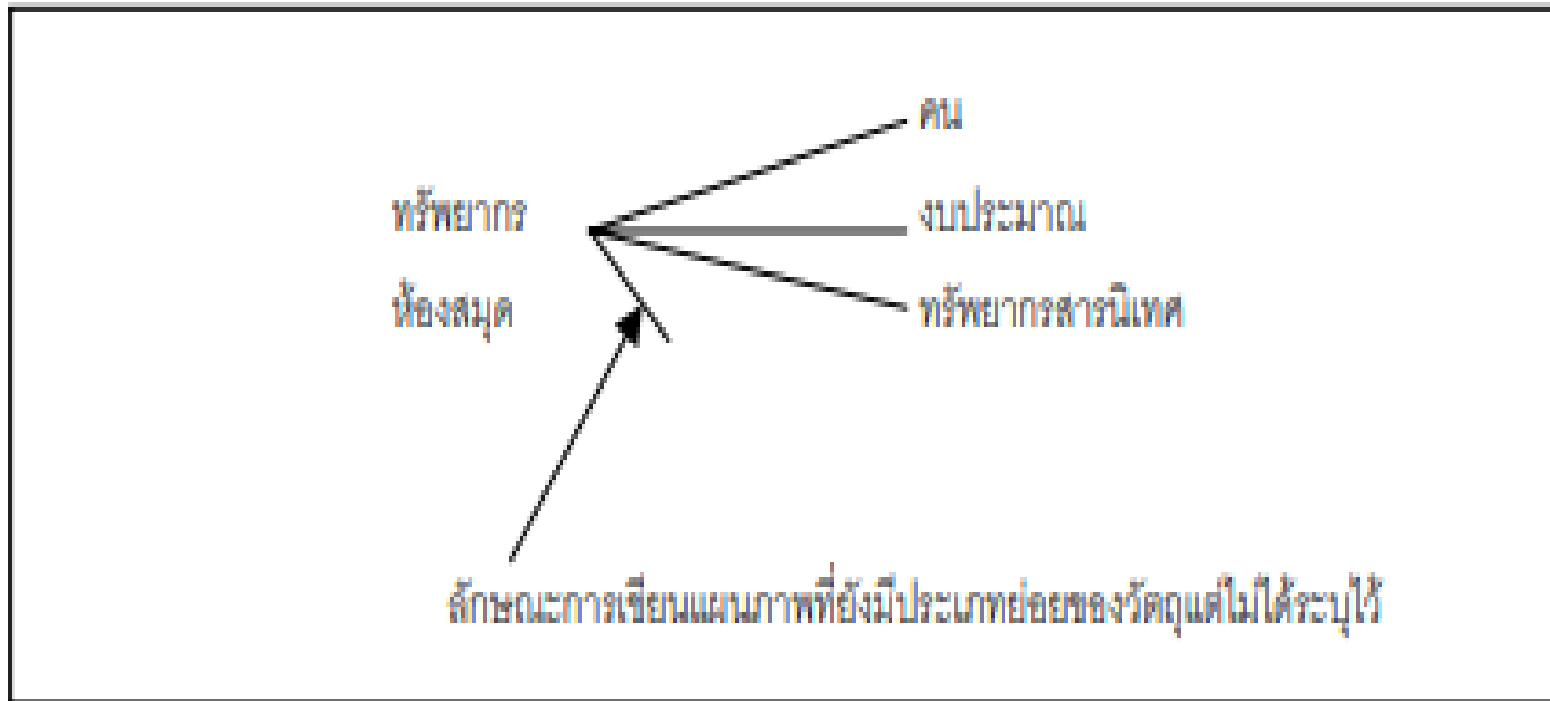 คน
ทรัพยากร
งบประมาณ
ห้องสมุด
ทรัพยากรสารนิเทศ
ลักษณะการเขียนแผนภาพที่ยังมีประเภทย่อยของวัตถุแต่ไม่ได้ระบุไว้